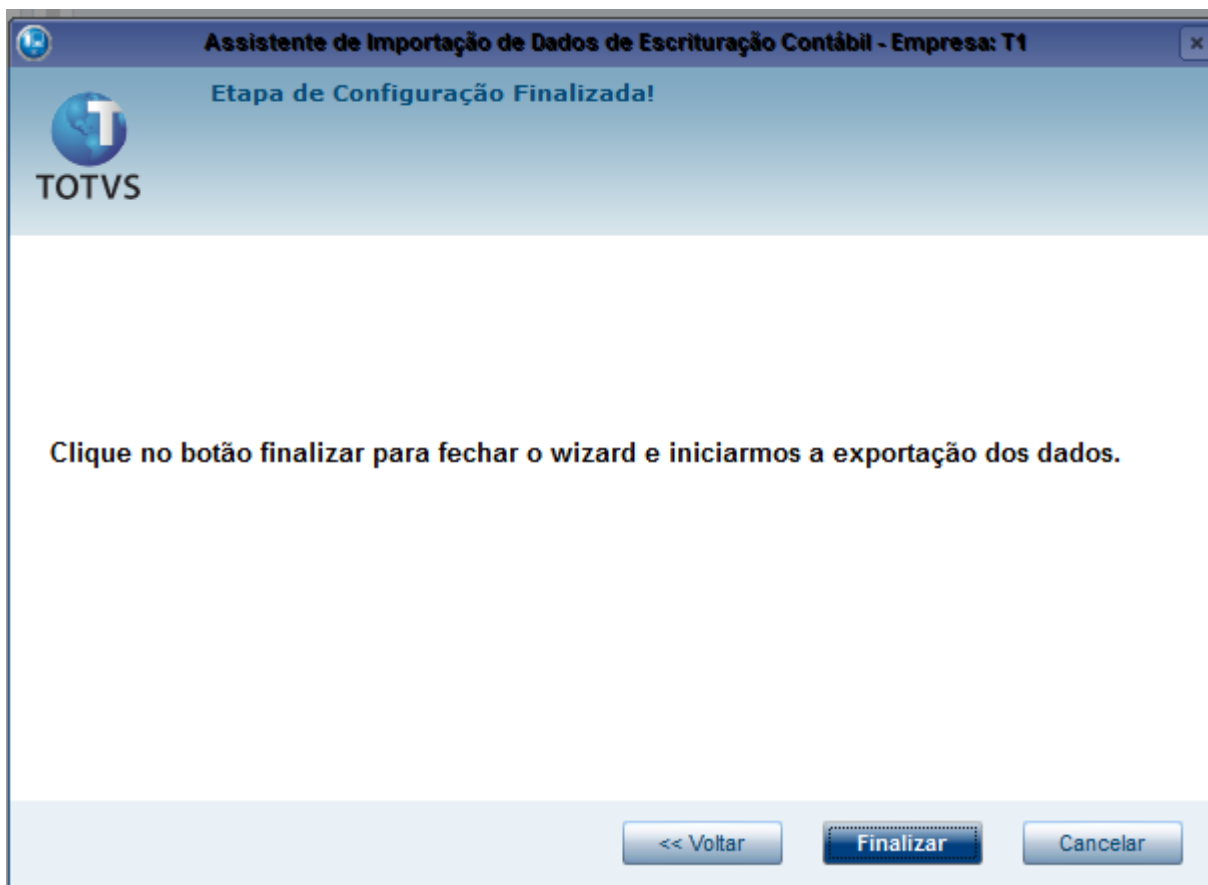 Assistente de Importação de Dados de Escrituração Contábil - Empresa: T1
Etapa de Configuração Finalizada!
T
TOTVS
Clique no botão finalizar para fechar o wizard e iniciarmos a exportação dos dados.
<< Voltar
Finalizar
Cancelar